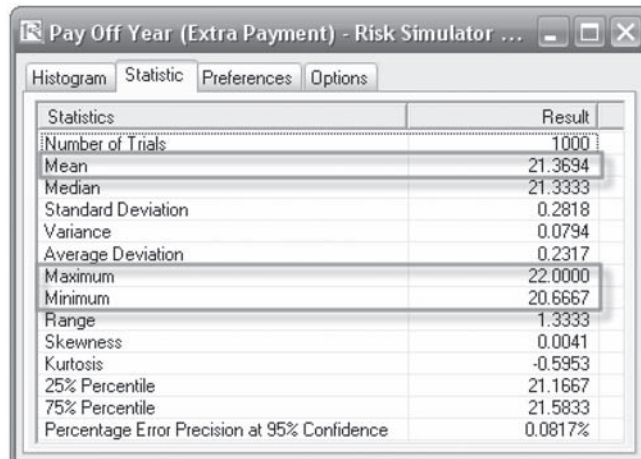 Pay Off Year (Extra Payment) - Risk Simulator ...
Histogram Statistic Preferences Options
Statistics Result
Number of Trials 1000
Mean 21.3694
Median 21.3333
Standard Deviation 0.2818
Variance 0.0794
Average Deviation 0.2317
Maximum 22.0000
Minimum 20.6667
Range 1.3333
Skewness 0.0041
Kurtosis -0.5953
25% Percentile 21.1667
75% Percentile 21.5833
Percentage Error Precision at 95% Confidence 0.0817%